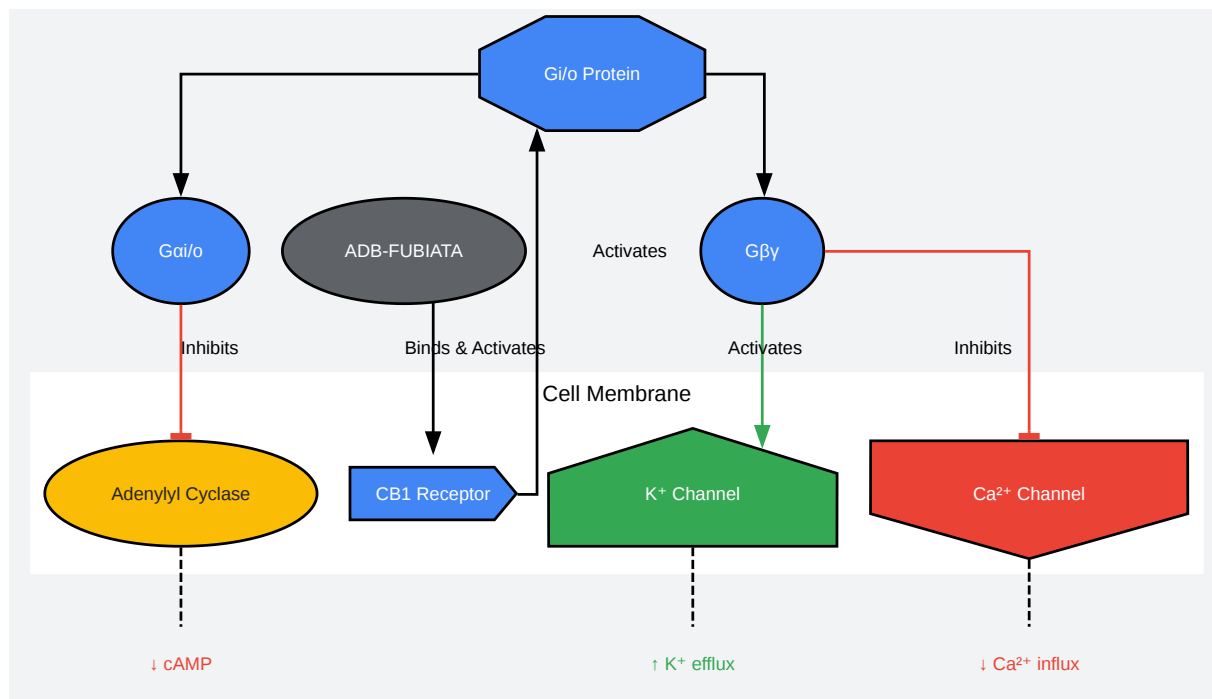 Gi/o Protein
Gαi/o
ADB-FUBIATA
Activates
Gβγ
Inhibits
Binds & Activates
Activates
Inhibits
Cell Membrane
Adenylyl Cyclase
CB1 Receptor
K⁺ Channel
Ca²⁺ Channel
↓ cAMP
↑ K⁺ efflux
↓ Ca²⁺ influx